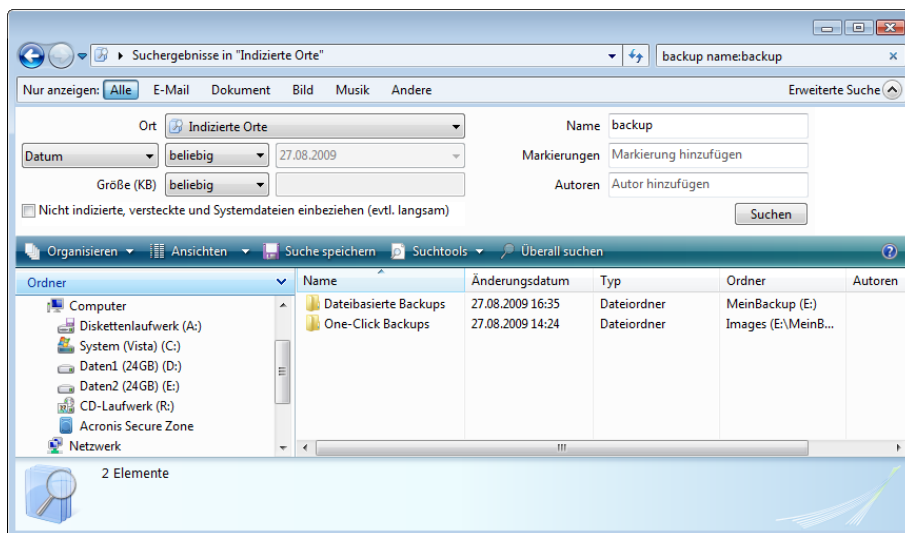 Suchergebnisse in "Indizierte Orte"
backup name:backup
Nur anzeigen: Alle E-Mail Dokument Bild Musik Andere Erweiterte Suche
Ort Indizierte Orte Name backup
Datum beliebig 27.08.2009 Markierungen Markierung hinzufügen
Größe (KB) beliebig Autoren Autor hinzufügen
Nicht indizierte, versteckte und Systemdateien einbeziehen (evtl. langsam) Suchen
Organisieren Ansichten Suche speichern Suchtools Überall suchen
Ordner Name Änderungsdatum Typ Ordner Autoren
Computer
Diskettenlaufwerk (A:)
System (Vista) (C:)
Daten1 (24GB) (D:)
Daten2 (24GB) (E:)
CD-Laufwerk (R:)
Acronis Secure Zone
Netzwerk
Dateibasierte Backups 27.08.2009 16:35 Dateiordner MeinBackup (E:)
One-Click Backups 27.08.2009 14:24 Dateiordner Images (E:\MeinB...
2 Elemente